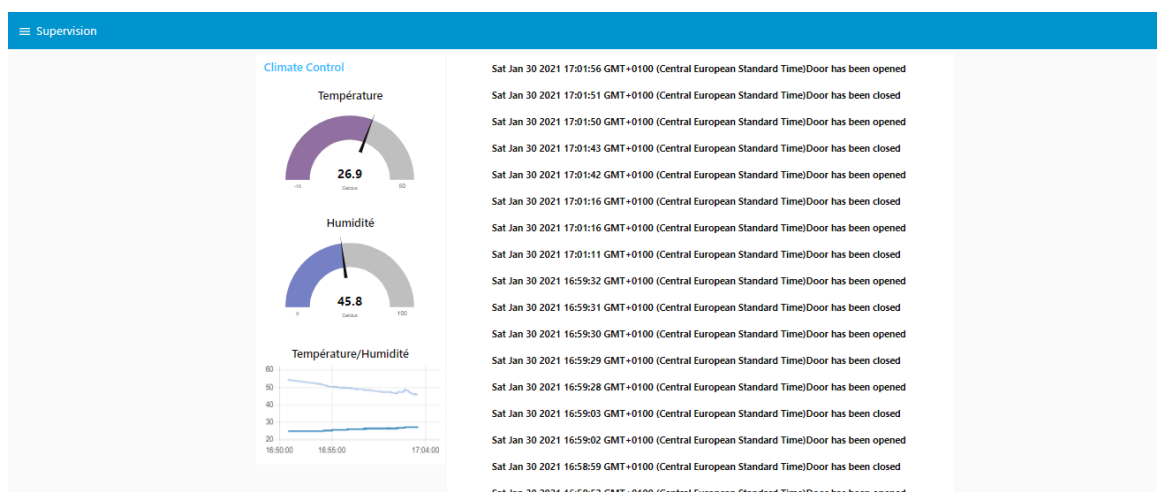 Supervision
Climate Control
Température
26.9
-10
Celcius
50
Humidité
45.8
0
Celcius
100
Température/Humidité
60
50
40
30
20
16:50:00
16:55:00
17:04:00
Sat Jan 30 2021 17:01:56 GMT+0100 (Central European Standard Time)Door has been opened
Sat Jan 30 2021 17:01:51 GMT+0100 (Central European Standard Time)Door has been closed
Sat Jan 30 2021 17:01:50 GMT+0100 (Central European Standard Time)Door has been opened
Sat Jan 30 2021 17:01:43 GMT+0100 (Central European Standard Time)Door has been closed
Sat Jan 30 2021 17:01:42 GMT+0100 (Central European Standard Time)Door has been opened
Sat Jan 30 2021 17:01:16 GMT+0100 (Central European Standard Time)Door has been closed
Sat Jan 30 2021 17:01:16 GMT+0100 (Central European Standard Time)Door has been opened
Sat Jan 30 2021 17:01:11 GMT+0100 (Central European Standard Time)Door has been closed
Sat Jan 30 2021 16:59:32 GMT+0100 (Central European Standard Time)Door has been opened
Sat Jan 30 2021 16:59:31 GMT+0100 (Central European Standard Time)Door has been closed
Sat Jan 30 2021 16:59:30 GMT+0100 (Central European Standard Time)Door has been opened
Sat Jan 30 2021 16:59:29 GMT+0100 (Central European Standard Time)Door has been closed
Sat Jan 30 2021 16:59:28 GMT+0100 (Central European Standard Time)Door has been opened
Sat Jan 30 2021 16:59:03 GMT+0100 (Central European Standard Time)Door has been closed
Sat Jan 30 2021 16:59:02 GMT+0100 (Central European Standard Time)Door has been opened
Sat Jan 30 2021 16:58:59 GMT+0100 (Central European Standard Time)Door has been closed